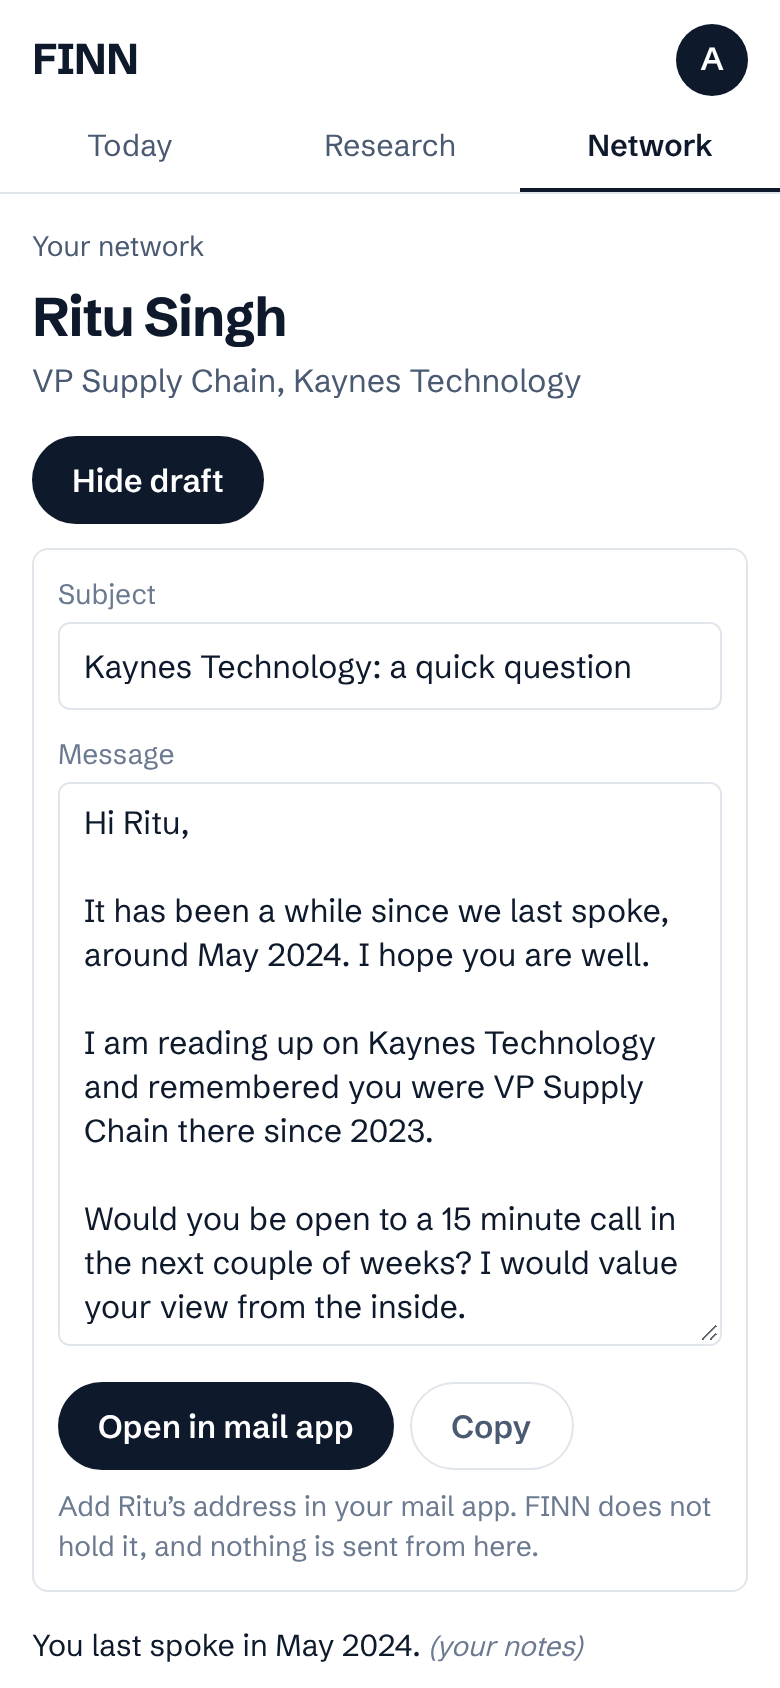 FINN
A
Today
Research
Network
Your network
Ritu Singh
VP Supply Chain, Kaynes Technology
Hide draft
Subject
Kaynes Technology: a quick question
Message
Hi Ritu,
It has been a while since we last spoke,
around May 2024. I hope you are well.
I am reading up on Kaynes Technology
and remembered you were VP Supply
Chain there since 2023.
Would you be open to a 15 minute call in
the next couple of weeks? I would value
your view from the inside.
Open in mail app
Copy
Add Ritu’s address in your mail app. FINN does not
hold it, and nothing is sent from here.
You last spoke in May 2024. (your notes)